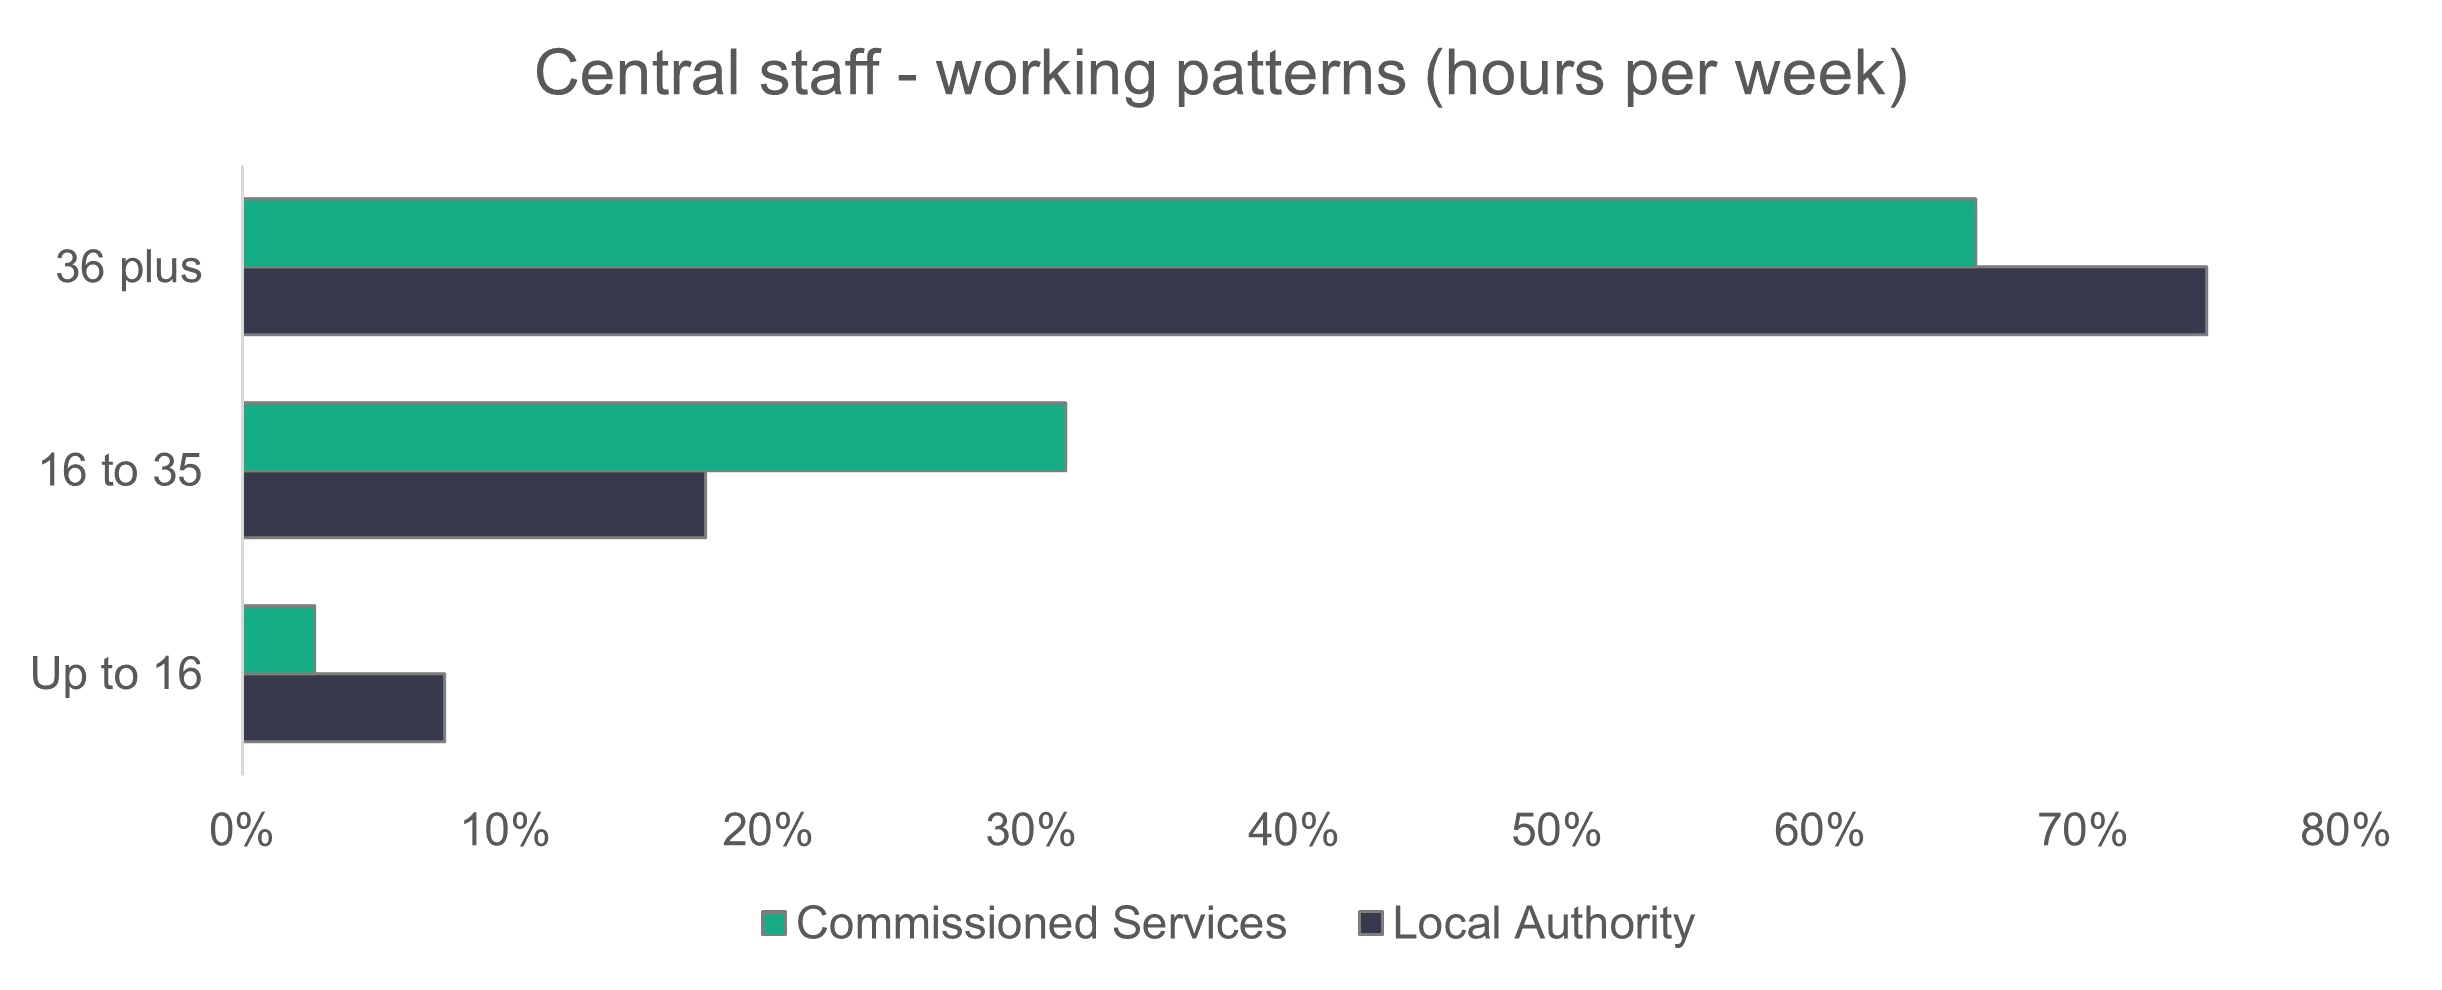 Central staff - working patterns (hours per week)
36 plus
16 to 35
Up to 16
0% 10% 20% 30% 40% 50% 60% 70% 80%
Commissioned Services Local Authority